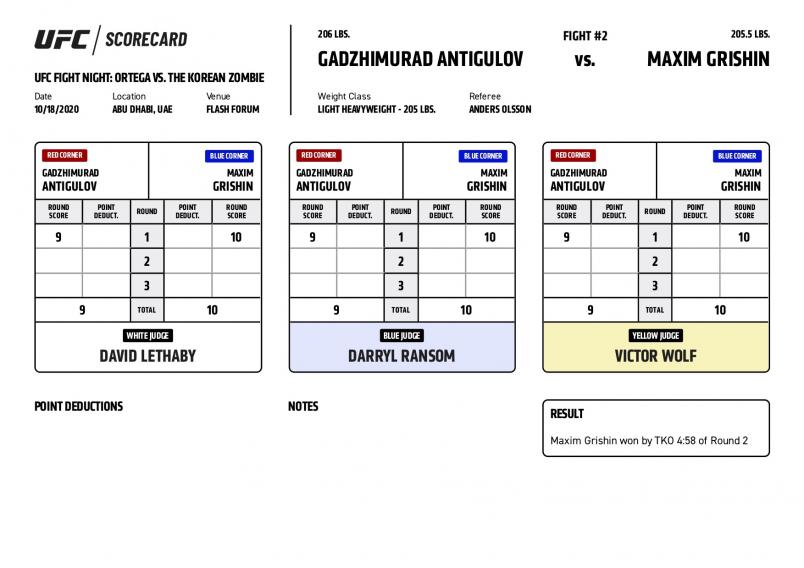 UFC / SCORECARD
UFC FIGHT NIGHT: ORTEGA VS. THE KOREAN ZOMBIE
Date Location Venue
10/18/2020 ABU DHABI, UAE FLASH FORUM
206 LBS. FIGHT #2 205.5 LBS.
GADZHIMURAD ANTIGULOV vs. MAXIM GRISHIN
Weight Class Referee
LIGHT HEAVYWEIGHT - 205 LBS. ANDERS OLSSON
RED CORNER BLUE CORNER
GADZHIMURAD MAXIM
ANTIGULOV GRISHIN
ROUND SCORE POINT DEDUCT. ROUND POINT DEDUCT. ROUND SCORE
9 1 10
2
3
9 TOTAL 10
WHITE JUDGE
DAVID LETHABY
RED CORNER BLUE CORNER
GADZHIMURAD MAXIM
ANTIGULOV GRISHIN
ROUND SCORE POINT DEDUCT. ROUND POINT DEDUCT. ROUND SCORE
9 1 10
2
3
9 TOTAL 10
BLUE JUDGE
DARRYL RANSOM
RED CORNER BLUE CORNER
GADZHIMURAD MAXIM
ANTIGULOV GRISHIN
ROUND SCORE POINT DEDUCT. ROUND POINT DEDUCT. ROUND SCORE
9 1 10
2
3
9 TOTAL 10
YELLOW JUDGE
VICTOR WOLF
POINT DEDUCTIONS
NOTES
RESULT
Maxim Grishin won by TKO 4:58 of Round 2